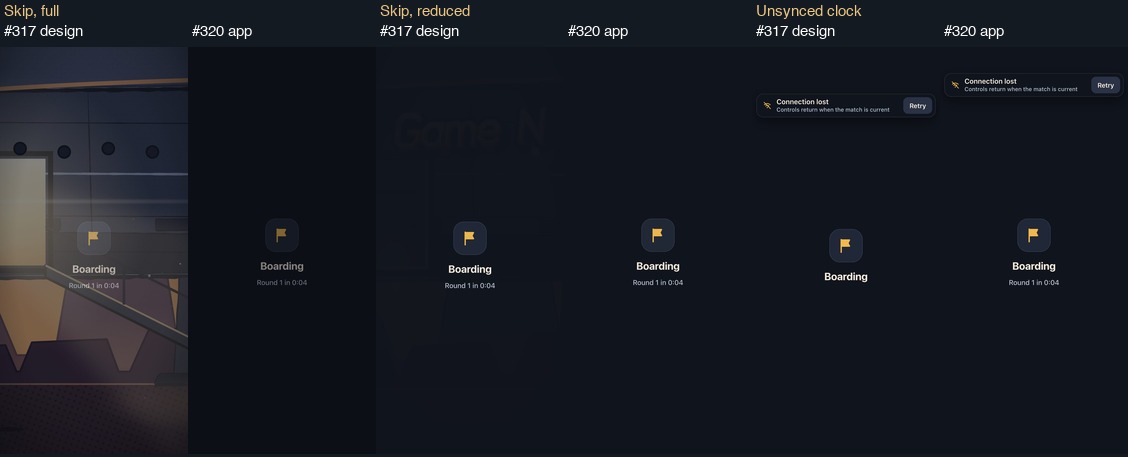 Skip, full
Skip, reduced
Unsynced clock
#317 design
#320 app
#317 design
#320 app
#317 design
#320 app
Boarding
Round 1 in 0:04
Boarding
Round 1 in 0:04
Game N
Boarding
Round 1 in 0:04
Boarding
Round 1 in 0:04
Connection lost
Controls return when the match is current
Retry
Boarding
Connection lost
Controls return when the match is current
Retry
Boarding
Round 1 in 0:04